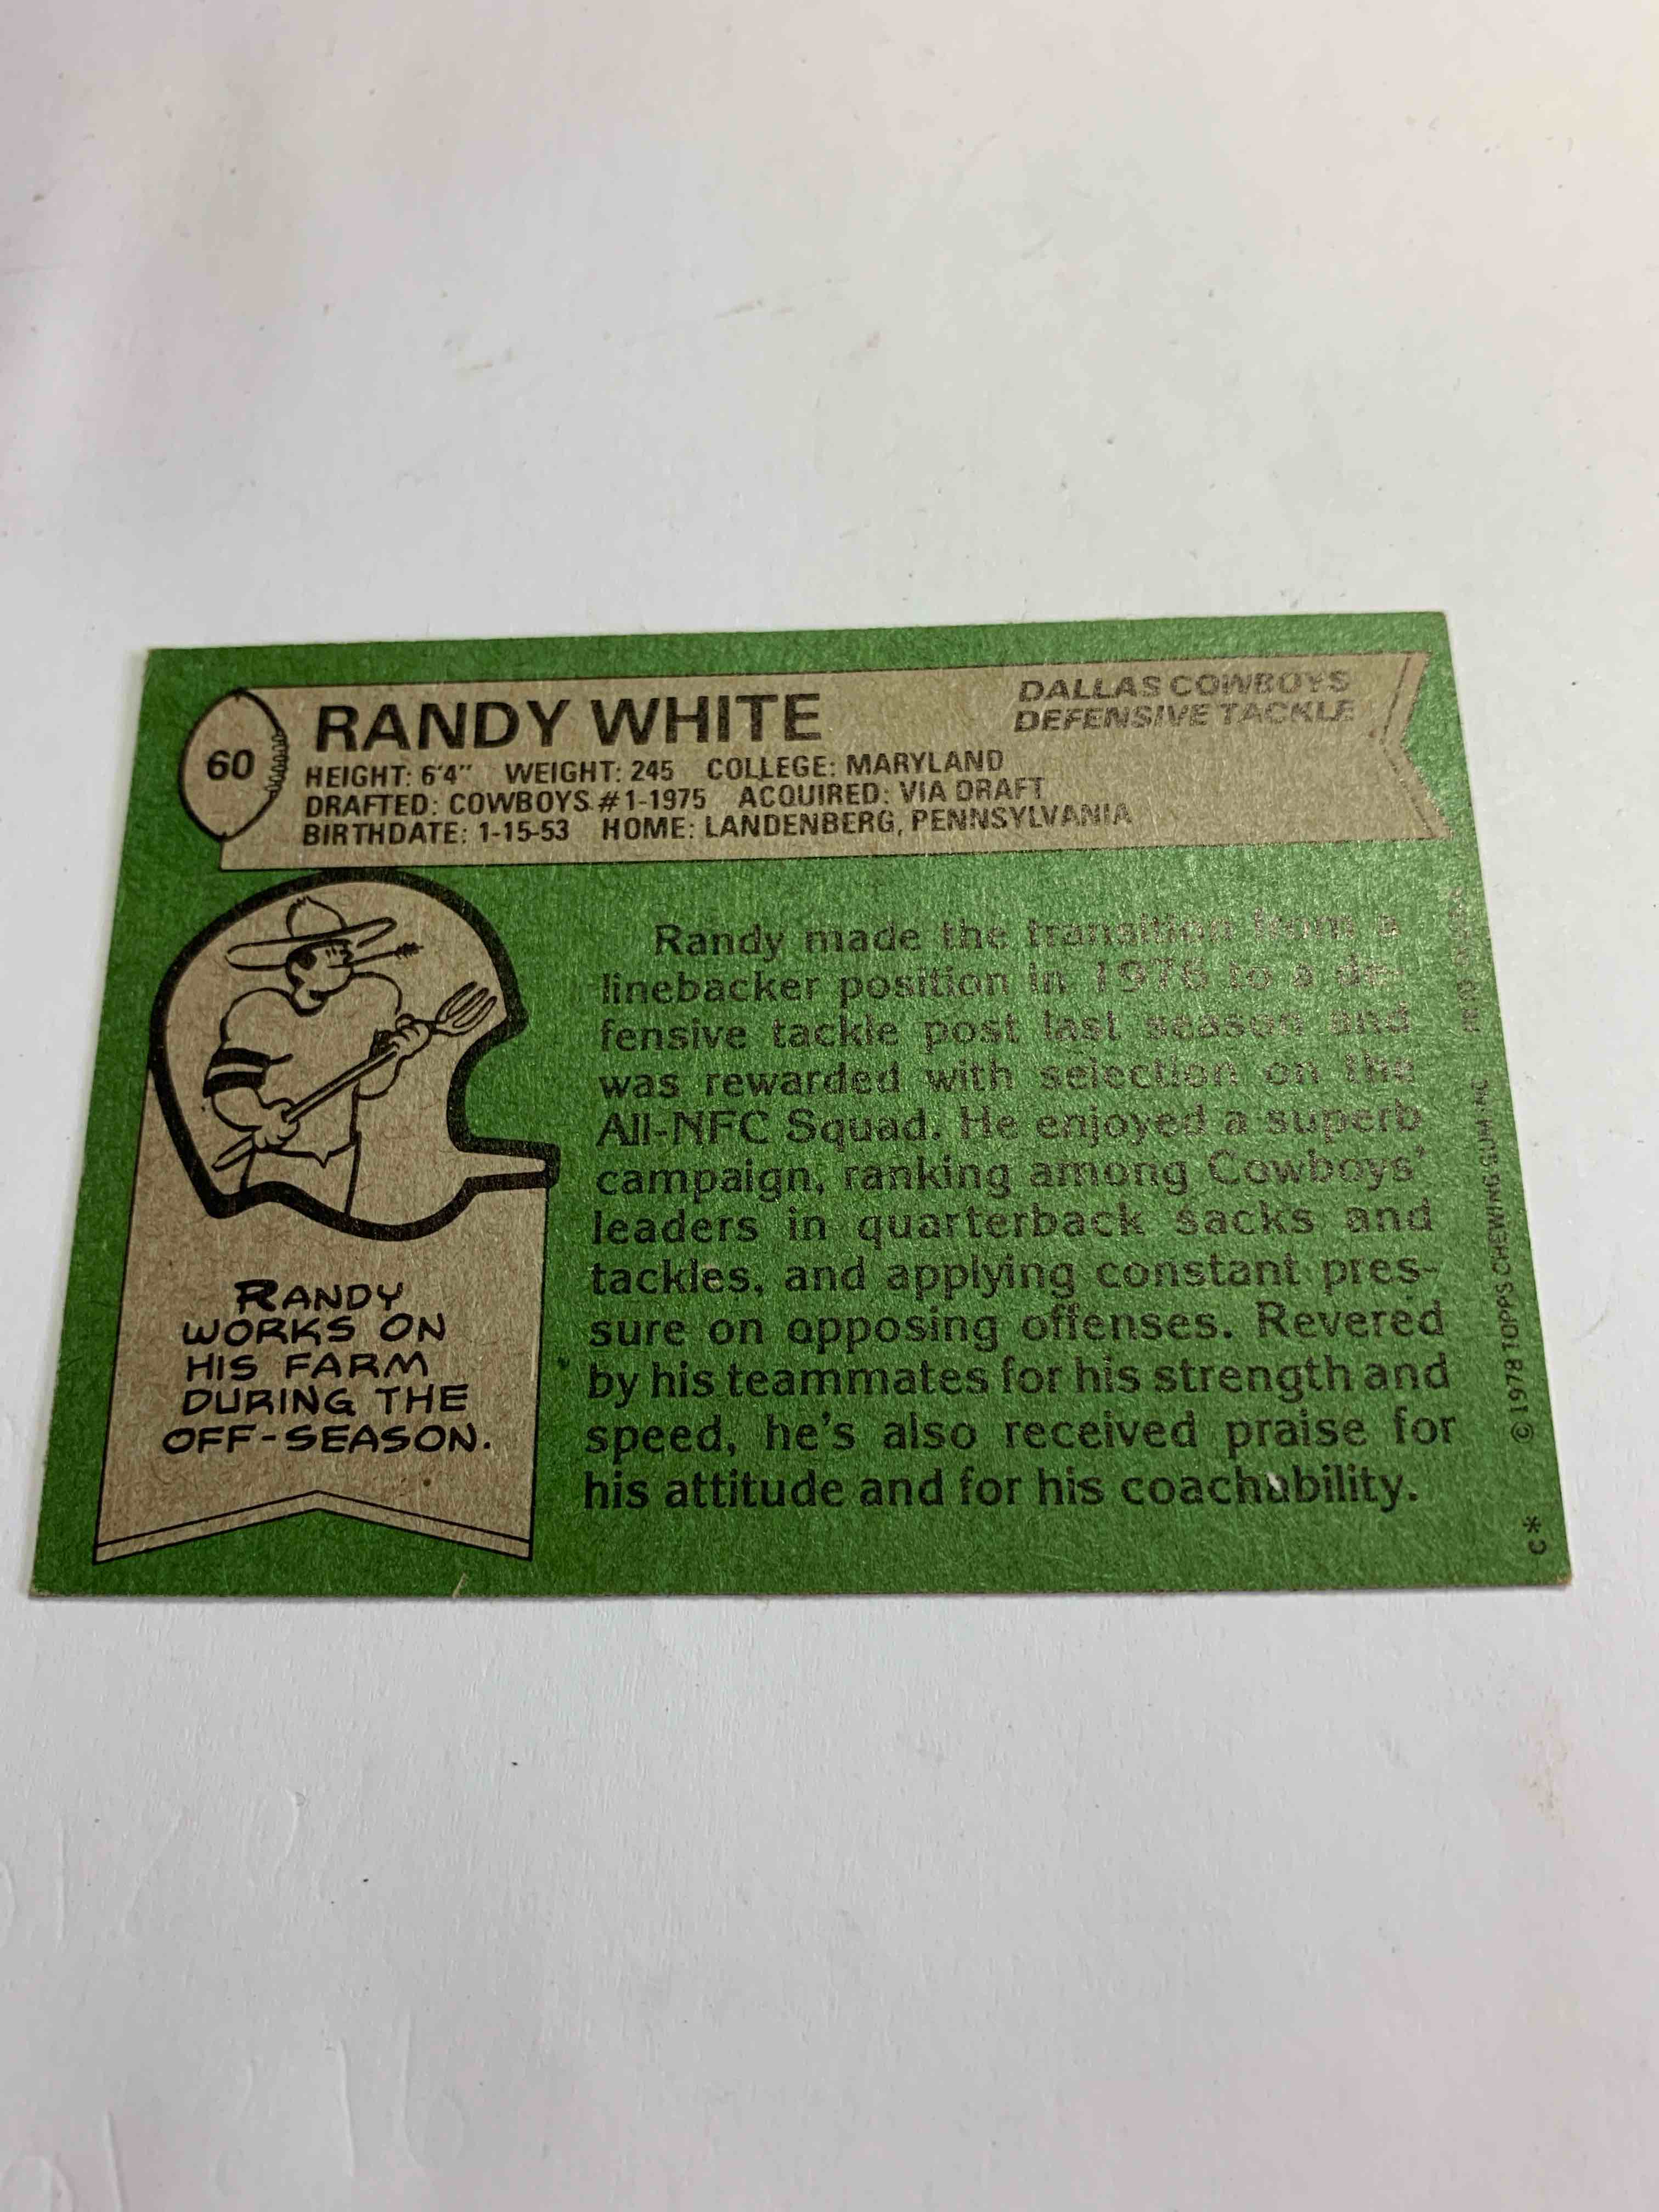 60
RANDY WHITE
DALLAS COWBOYS
DEFENSIVE TACKLE
HEIGHT: 6'4" WEIGHT: 245 COLLEGE: MARYLAND
DRAFTED: COWBOYS #1-1975 ACQUIRED: VIA DRAFT
BIRTHDATE: 1-15-53 HOME: LANDENBERG, PENNSYLVANIA
RANDY
WORKS ON
HIS FARM
DURING THE
OFF-SEASON.
Randy made the transition from a
linebacker position in 1976 to a de-
fensive tackle post last season and
was rewarded with selection on the
All-NFC Squad. He enjoyed a superb
campaign, ranking among Cowboys'
leaders in quarterback sacks and
tackles, and applying constant pres-
sure on opposing offenses. Revered
by his teammates for his strength and
speed, he's also received praise for
his attitude and for his coachability.
C* © 1978 TOPPS CHEWING GUM INC.